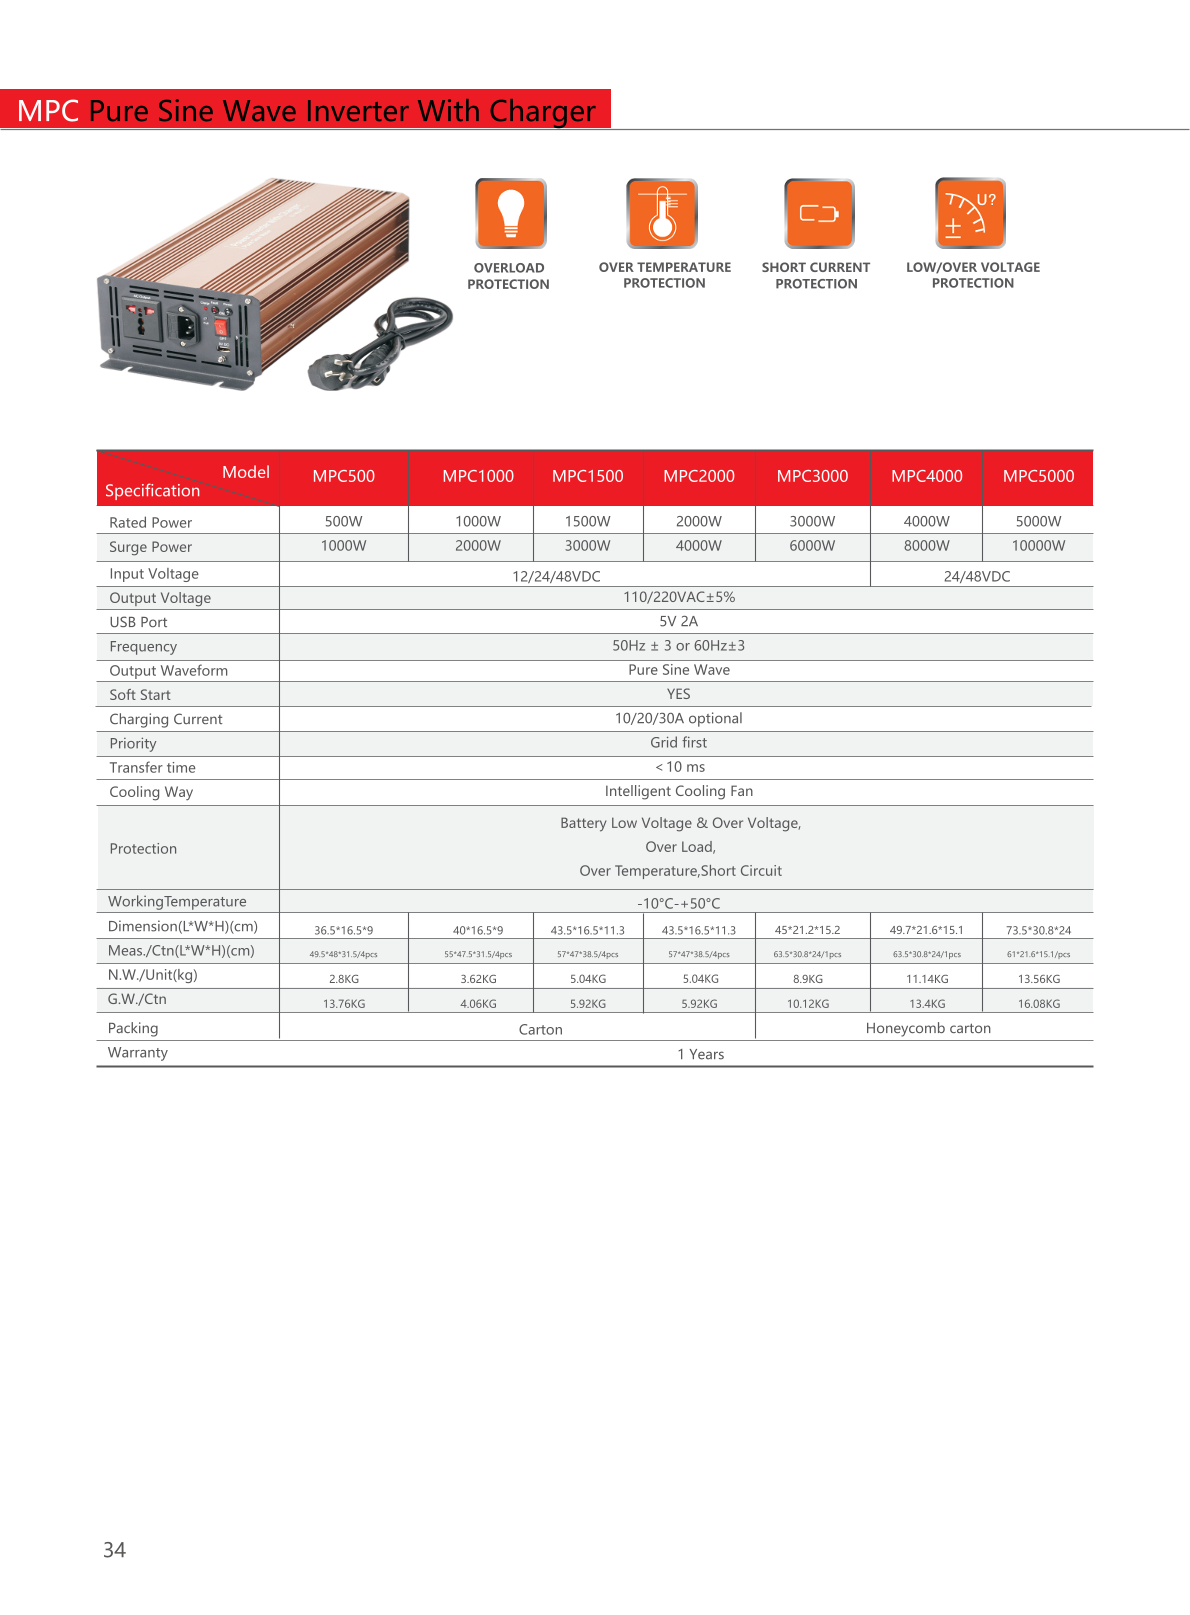 MPC Pure Sine Wave Inverter With Charger
U?
OVERLOAD
PROTECTION
OVER TEMPERATURE
PROTECTION
SHORT CURRENT
PROTECTION
LOW/OVER VOLTAGE
PROTECTION
Model
Specification
MPC500 MPC1000 MPC1500 MPC2000 MPC3000 MPC4000 MPC5000
Rated Power 500W 1000W 1500W 2000W 3000W 4000W 5000W
Surge Power 1000W 2000W 3000W 4000W 6000W 8000W 10000W
Input Voltage 12/24/48VDC 24/48VDC
Output Voltage 110/220VAC±5%
USB Port 5V 2A
Frequency 50Hz ± 3 or 60Hz±3
Output Waveform Pure Sine Wave
Soft Start YES
Charging Current 10/20/30A optional
Priority Grid first
Transfer time <10 ms
Cooling Way Intelligent Cooling Fan
Protection
Battery Low Voltage & Over Voltage,
Over Load,
Over Temperature,Short Circuit
WorkingTemperature -10°C-+50°C
Dimension(L*W*H)(cm) 36.5*16.5*9 40*16.5*9 43.5*16.5*11.3 43.5*16.5*11.3 45*21.2*15.2 49.7*21.6*15.1 73.5*30.8*24
Meas./Ctn(L*W*H)(cm) 49.5*48*31.5/4pcs 55*47.5*31.5/4pcs 57*47*38.5/4pcs 57*47*38.5/4pcs 63.5*30.8*24/1pcs 63.5*30.8*24/1pcs 61*21.6*15.1/pcs
N.W./Unit(kg) 2.8KG 3.62KG 5.04KG 5.04KG 8.9KG 11.14KG 13.56KG
G.W./Ctn 13.76KG 4.06KG 5.92KG 5.92KG 10.12KG 13.4KG 16.08KG
Packing Carton Honeycomb carton
Warranty 1 Years
34